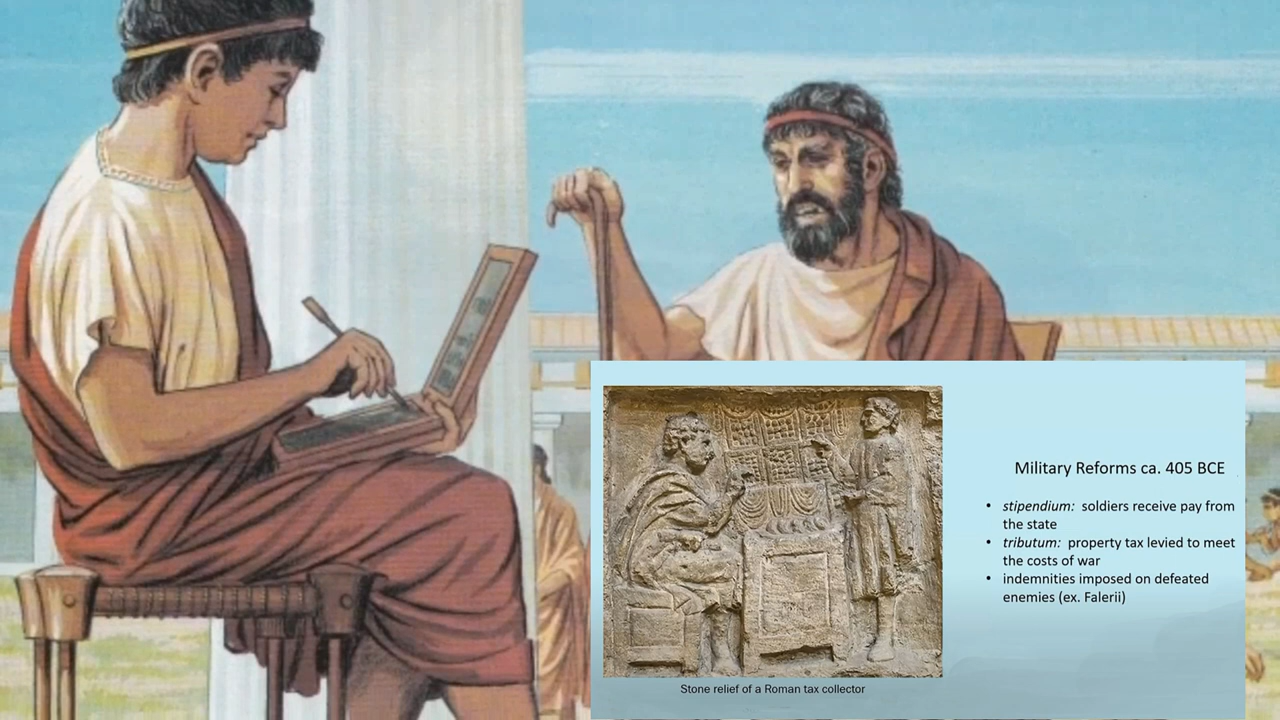 Military Reforms ca. 405 BCE
• stipendium: soldiers receive pay from
the state
• tributum: property tax levied to meet
the costs of war
• indemnities imposed on defeated
enemies (ex. Falerii)
Stone relief of a Roman tax collector